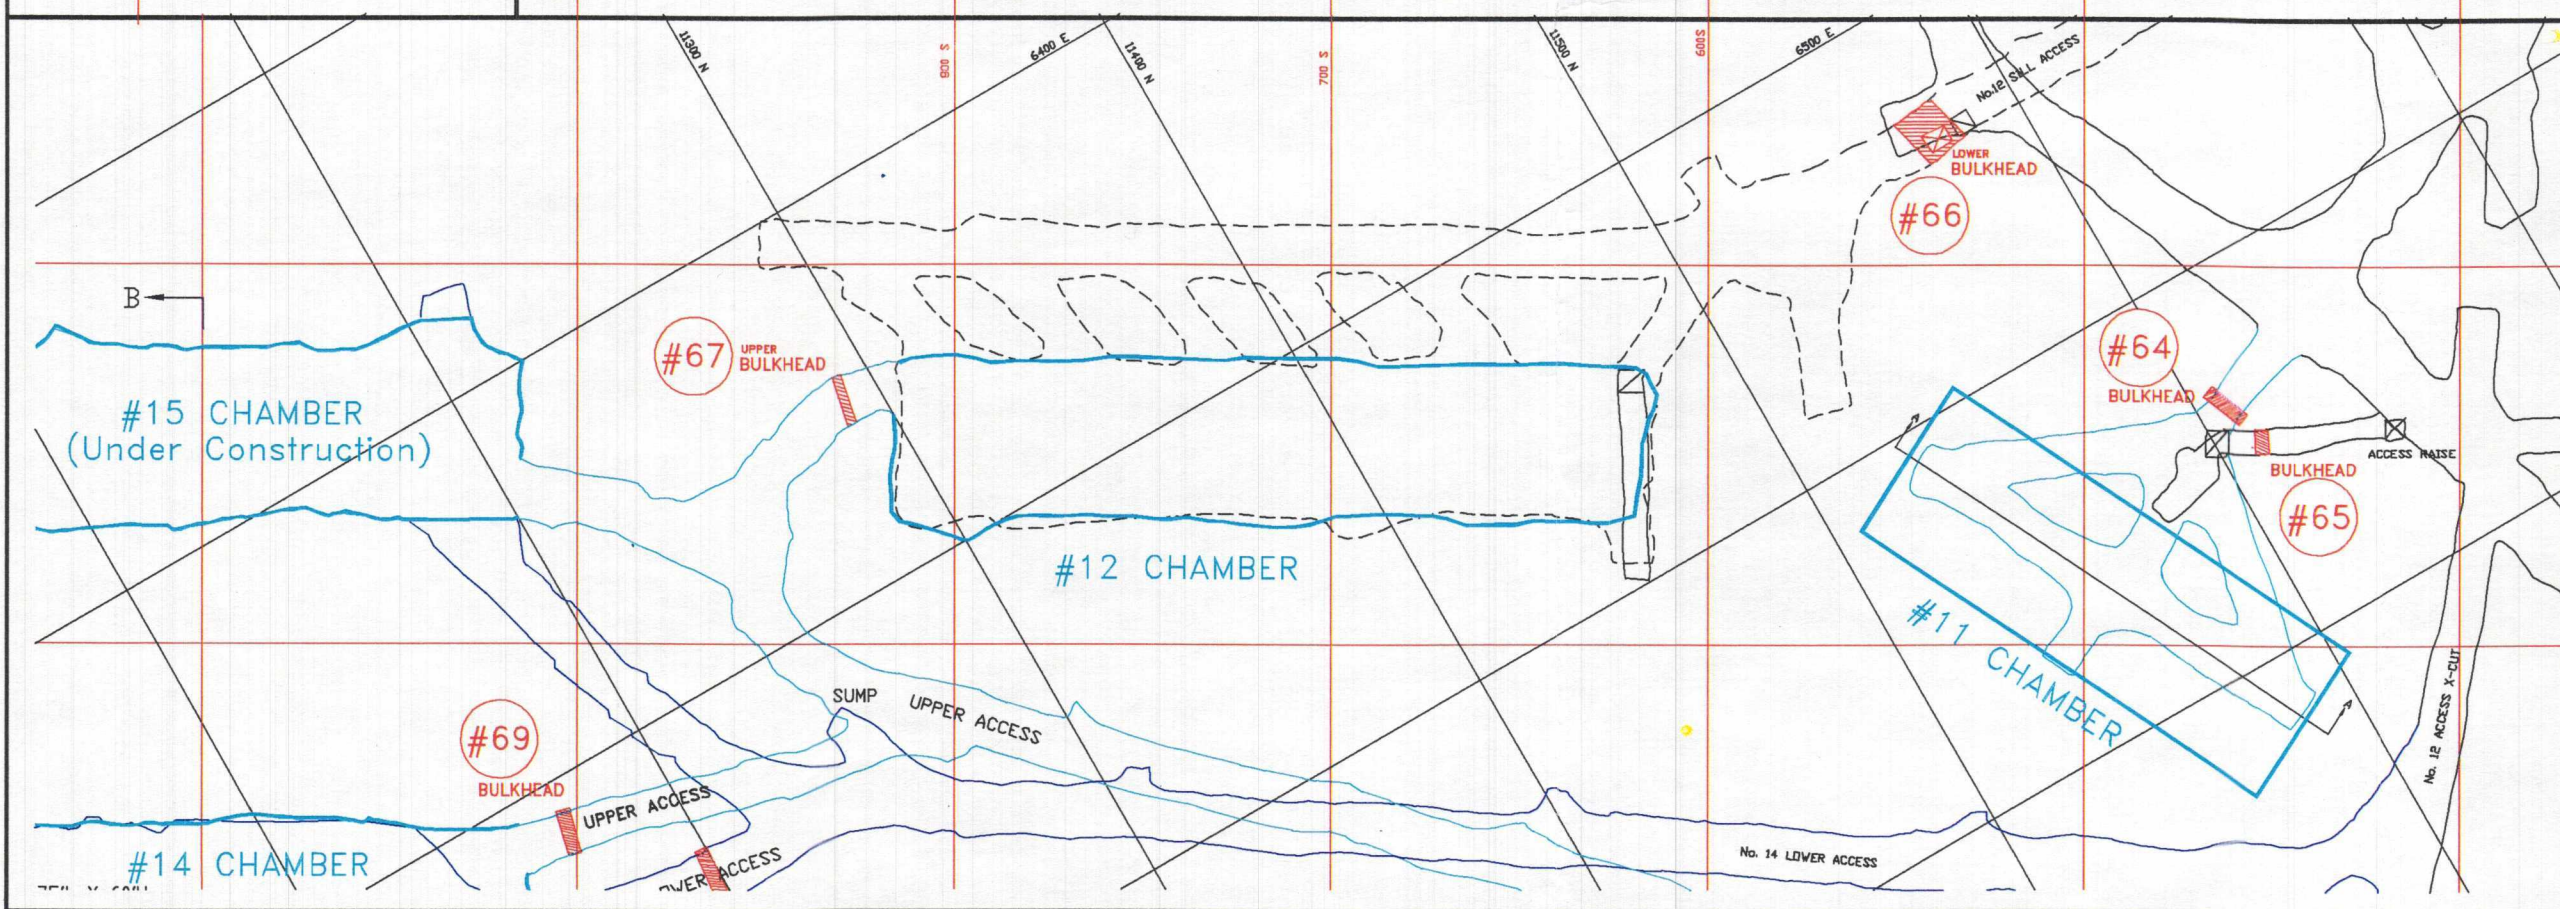 11300 N
800 S
6400 E
11400 N
700 S
11500 N
600S
6500 E
No.12 SILL ACCESS
LOWER
BULKHEAD
#66
B
#67
UPPER
BULKHEAD
#64
BULKHEAD
#15 CHAMBER
(Under Construction)
ACCESS RAISE
BULKHEAD
#65
#12 CHAMBER
#11 CHAMBER
A
No. 12 ACCESS X-CUT
SUMP
UPPER ACCESS
#69
BULKHEAD
UPPER ACCESS
No. 14 LOWER ACCESS
#14 CHAMBER
ACCESS